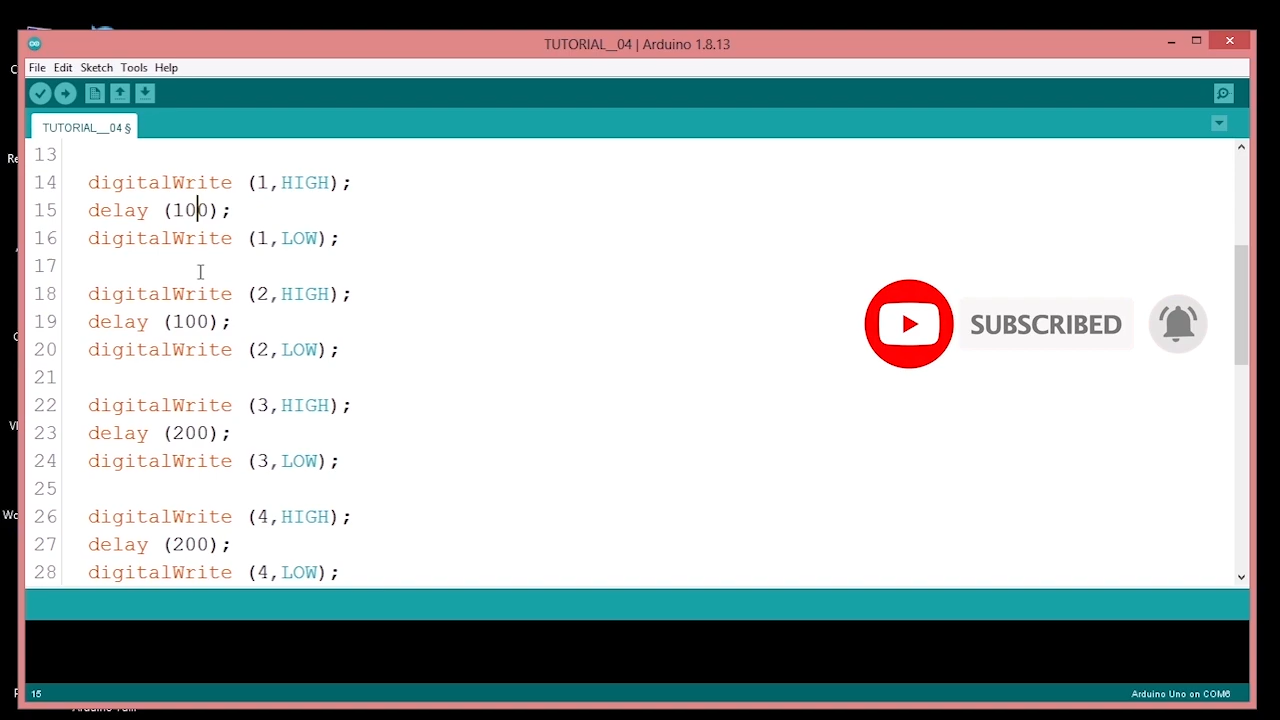 TUTORIAL__04 | Arduino 1.8.13
File Edit Sketch Tools Help
TUTORIAL__04 §
13
14 digitalWrite (1,HIGH);
15 delay (100);
16 digitalWrite (1,LOW);
17
18 digitalWrite (2,HIGH);
19 delay (100);
20 digitalWrite (2,LOW);
21
22 digitalWrite (3,HIGH);
23 delay (200);
24 digitalWrite (3,LOW);
25
26 digitalWrite (4,HIGH);
27 delay (200);
28 digitalWrite (4,LOW);
SUBSCRIBED
15
Arduino Uno on COM6